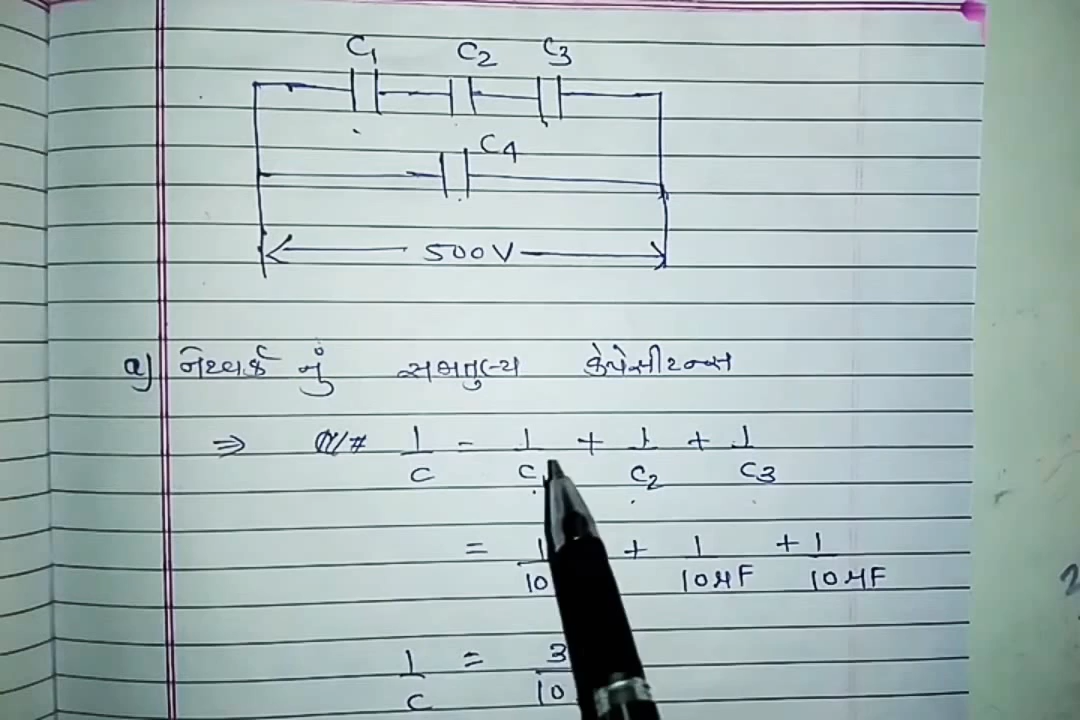 C1 C2 C3
C4
500V
a) નેટવર્ક નું સમતુલ્ય કેપેસીટન્સ
⇒ 1/C = 1/C1 + 1/C2 + 1/C3
= 1/10 + 1/10μF + 1/10μF
1/C = 3/10